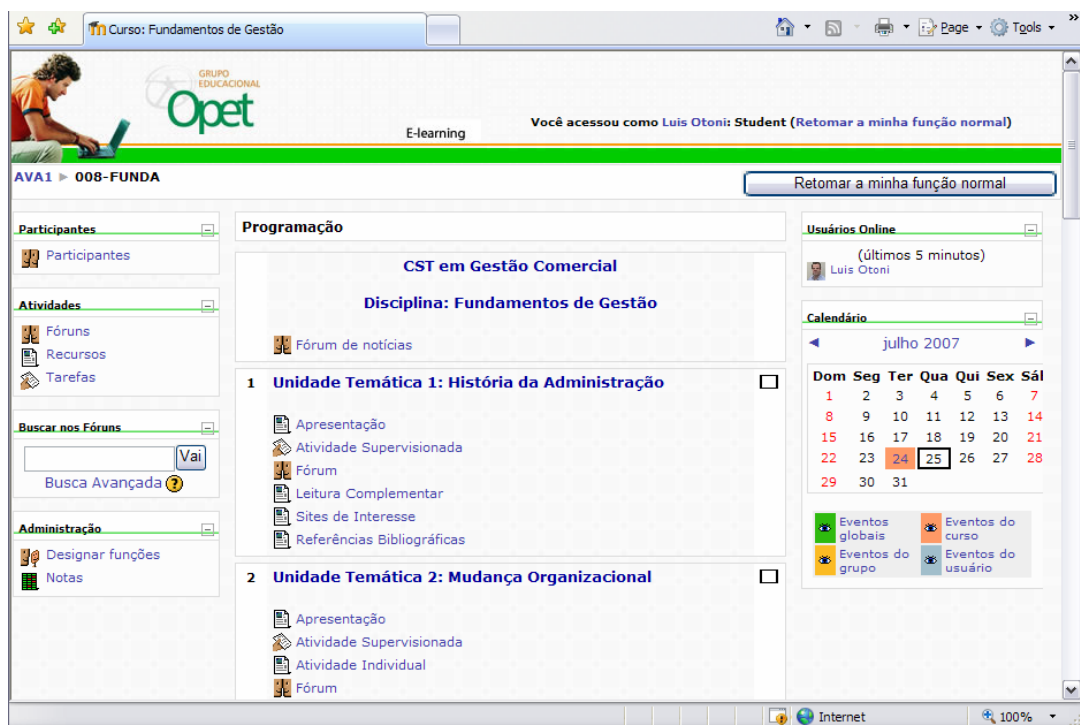 Curso: Fundamentos de Gestão
Page
Tools
»
GRUPO
EDUCACIONAL
Opet
E-learning
Você acessou como Luis Otoni: Student (Retomar a minha função normal)
AVA1 ► 008-FUNDA
Retomar a minha função normal
Participantes
Participantes
Atividades
Fóruns
Recursos
Tarefas
Buscar nos Fóruns
Vai
Busca Avançada ?
Administração
Designar funções
Notas
Programação
CST em Gestão Comercial
Disciplina: Fundamentos de Gestão
Fórum de notícias
1 Unidade Temática 1: História da Administração
Apresentação
Atividade Supervisionada
Fórum
Leitura Complementar
Sites de Interesse
Referências Bibliográficas
2 Unidade Temática 2: Mudança Organizacional
Apresentação
Atividade Supervisionada
Atividade Individual
Fórum
Usuários Online
(últimos 5 minutos)
Luis Otoni
Calendário
◄ julho 2007 ►
Dom Seg Ter Qua Qui Sex Sáb
1 2 3 4 5 6 7
8 9 10 11 12 13 14
15 16 17 18 19 20 21
22 23 24 25 26 27 28
29 30 31
Eventos globais
Eventos do curso
Eventos do grupo
Eventos do usuário
Internet
100%